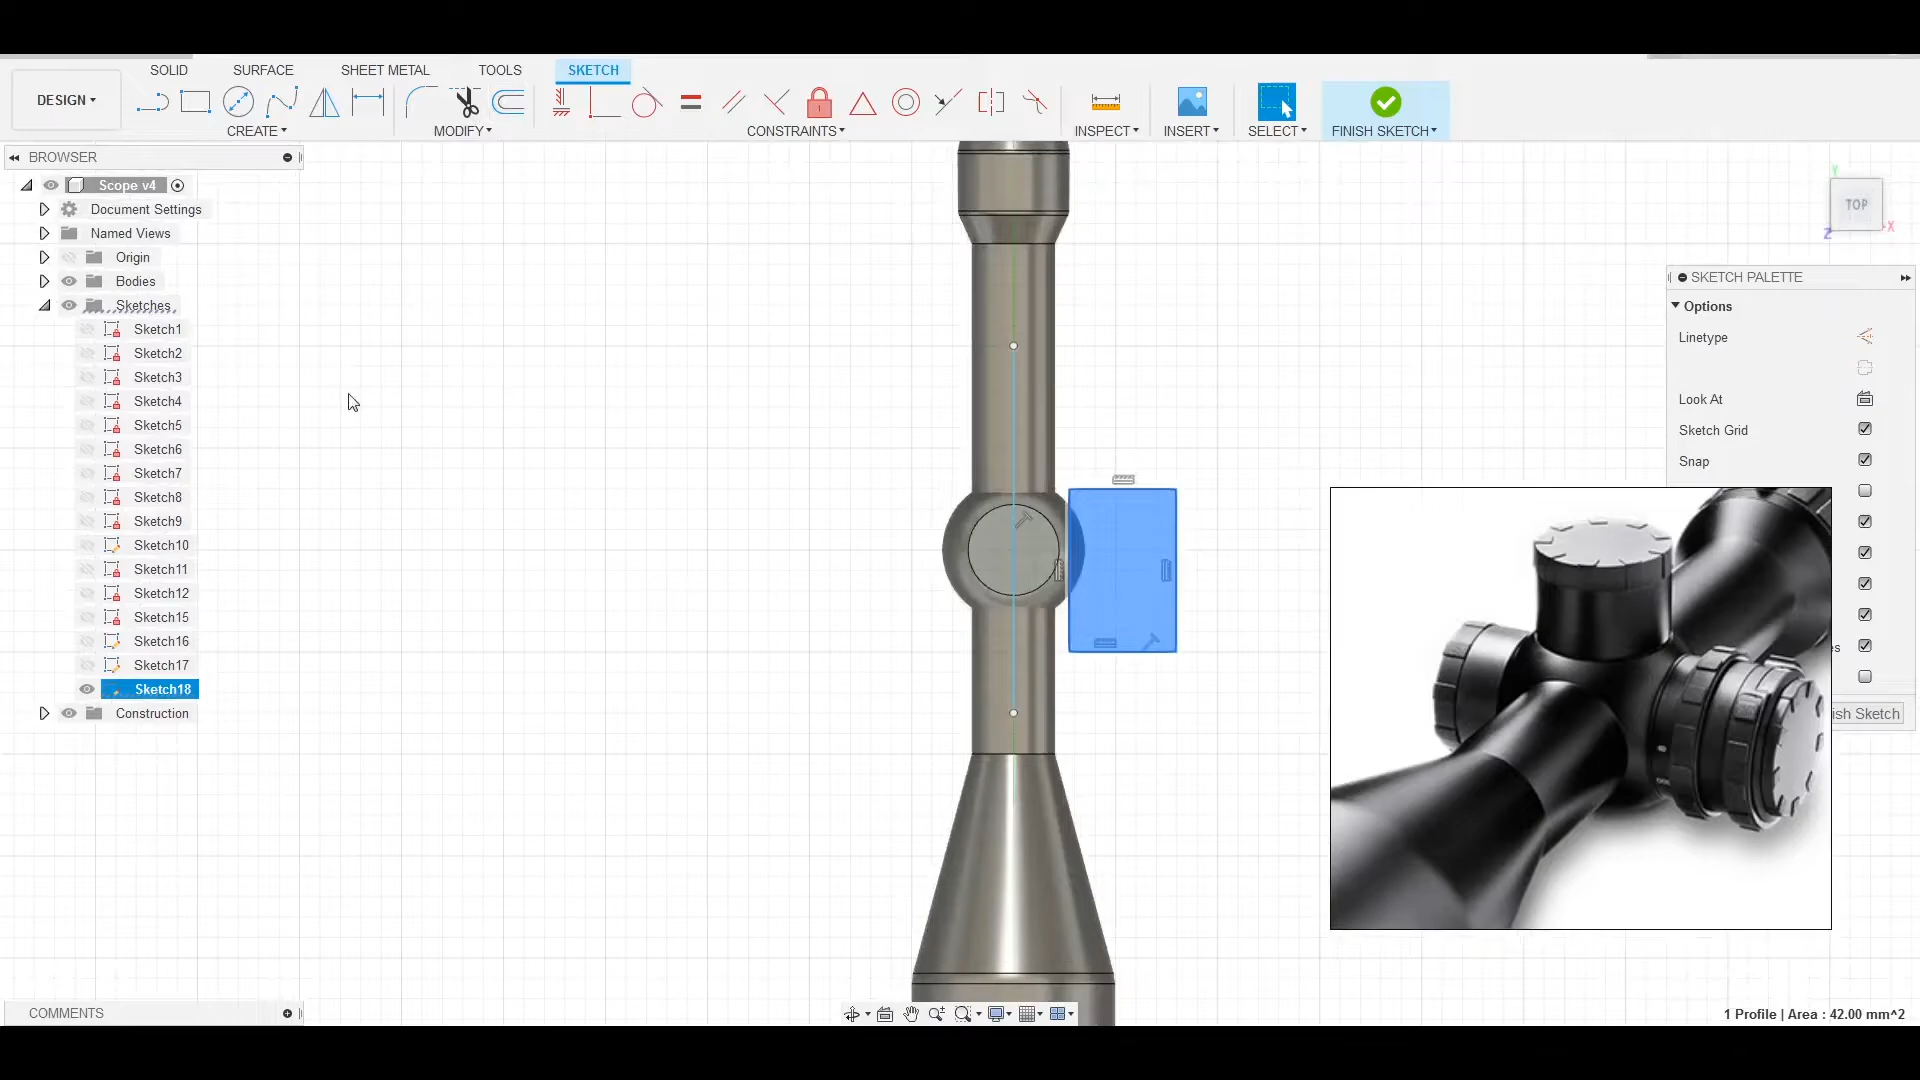 SOLID
SURFACE
SHEET METAL
TOOLS
SKETCH
DESIGN
CREATE
MODIFY
CONSTRAINTS
INSPECT
INSERT
SELECT
FINISH SKETCH
BROWSER
Scope v4
Document Settings
Named Views
Origin
Bodies
Sketches
Sketch1
Sketch2
Sketch3
Sketch4
Sketch5
Sketch6
Sketch7
Sketch8
Sketch9
Sketch10
Sketch11
Sketch12
Sketch15
Sketch16
Sketch17
Sketch18
Construction
Y
TOP
X
Z
SKETCH PALETTE
Options
Linetype
Look At
Sketch Grid
Snap
es
ish Sketch
COMMENTS
1 Profile | Area : 42.00 mm^2